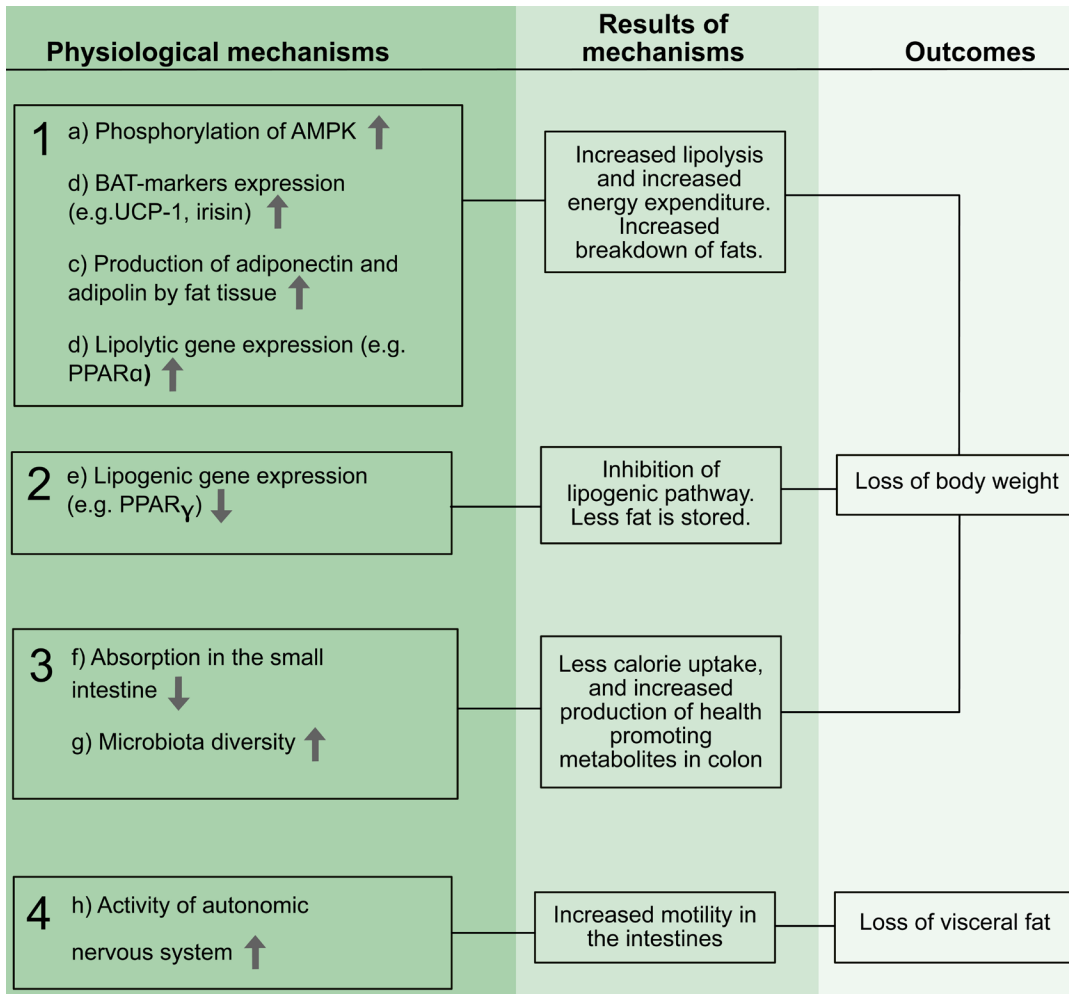 Physiological mechanisms
Results of
mechanisms
Outcomes
1
a) Phosphorylation of AMPK
d) BAT-markers expression
(e.g.UCP-1, irisin)
c) Production of adiponectin and
adipolin by fat tissue
d) Lipolytic gene expression (e.g.
PPARɑ)
Increased lipolysis
and increased
energy expenditure.
Increased
breakdown of fats.
2
e) Lipogenic gene expression
(e.g. PPARγ)
Inhibition of
lipogenic pathway.
Less fat is stored.
Loss of body weight
3
f) Absorption in the small
intestine
g) Microbiota diversity
Less calorie uptake,
and increased
production of health
promoting
metabolites in colon
4
h) Activity of autonomic
nervous system
Increased motility in
the intestines
Loss of visceral fat